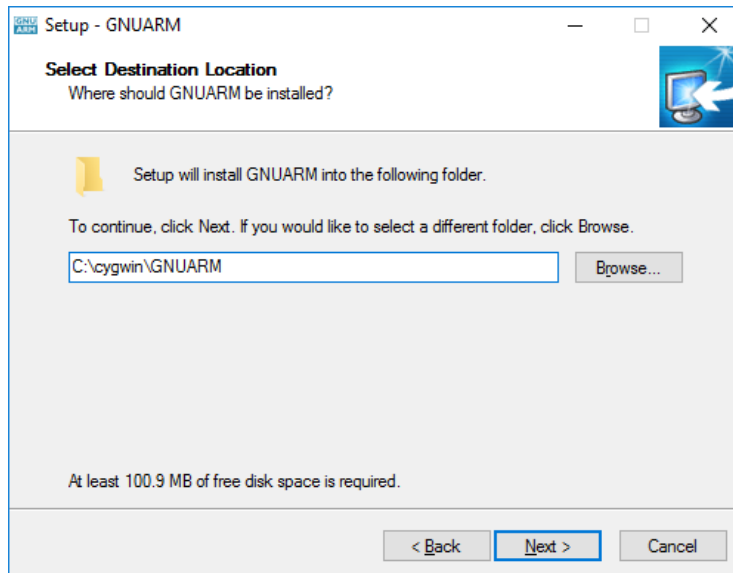 GNU
ARM
Setup - GNUARM
Select Destination Location
Where should GNUARM be installed?
Setup will install GNUARM into the following folder.
To continue, click Next. If you would like to select a different folder, click Browse.
C:\cygwin\GNUARM
Browse...
At least 100.9 MB of free disk space is required.
< Back
Next >
Cancel